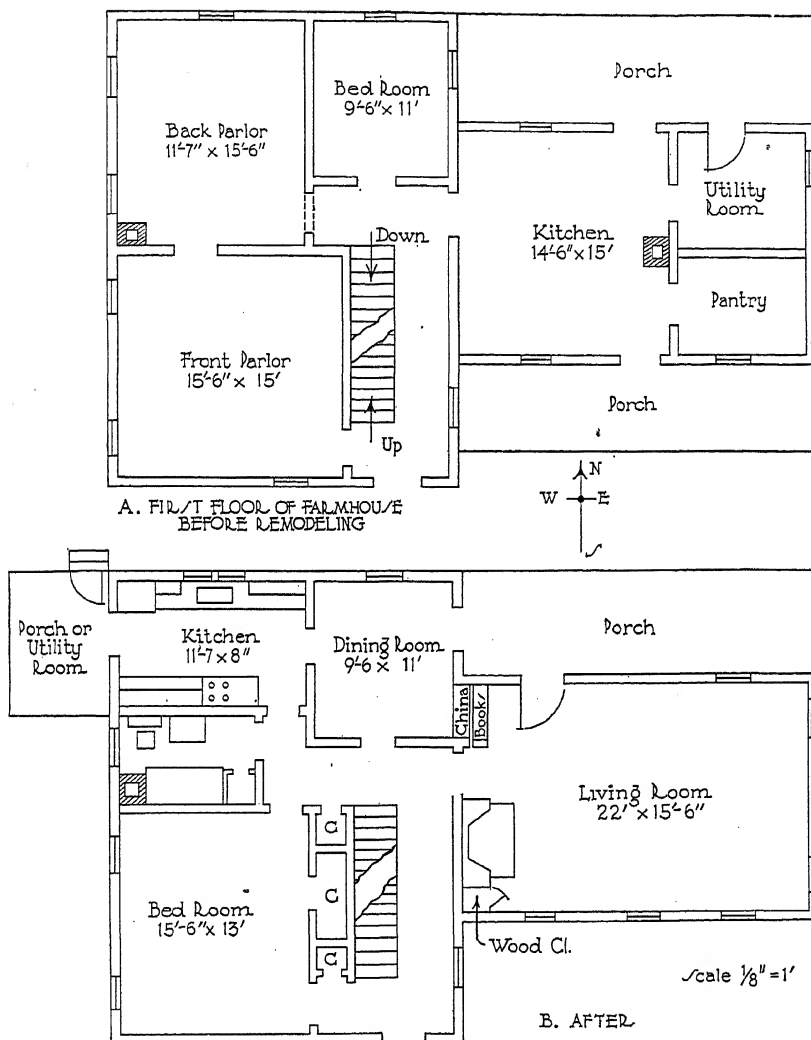 Porch
Bed Room
9'-6" x 11'
Back Parlor
11'-7" x 15'-6"
Utility
Room
Down
Kitchen
14'-6" x 15'
Pantry
Front Parlor
15'-6" x 15'
Porch
Up
N
W E
S
A. FIRST FLOOR OF FARMHOUSE
BEFORE REMODELING
Porch or
Utility
Room
Kitchen
11'-7 x 8"
Dining Room
9'-6 x 11'
Porch
China
Books
Living Room
22' x 15'-6"
C
C
C
Bed Room
15'-6" x 13'
Wood Cl.
Scale 1/8" = 1'
B. AFTER